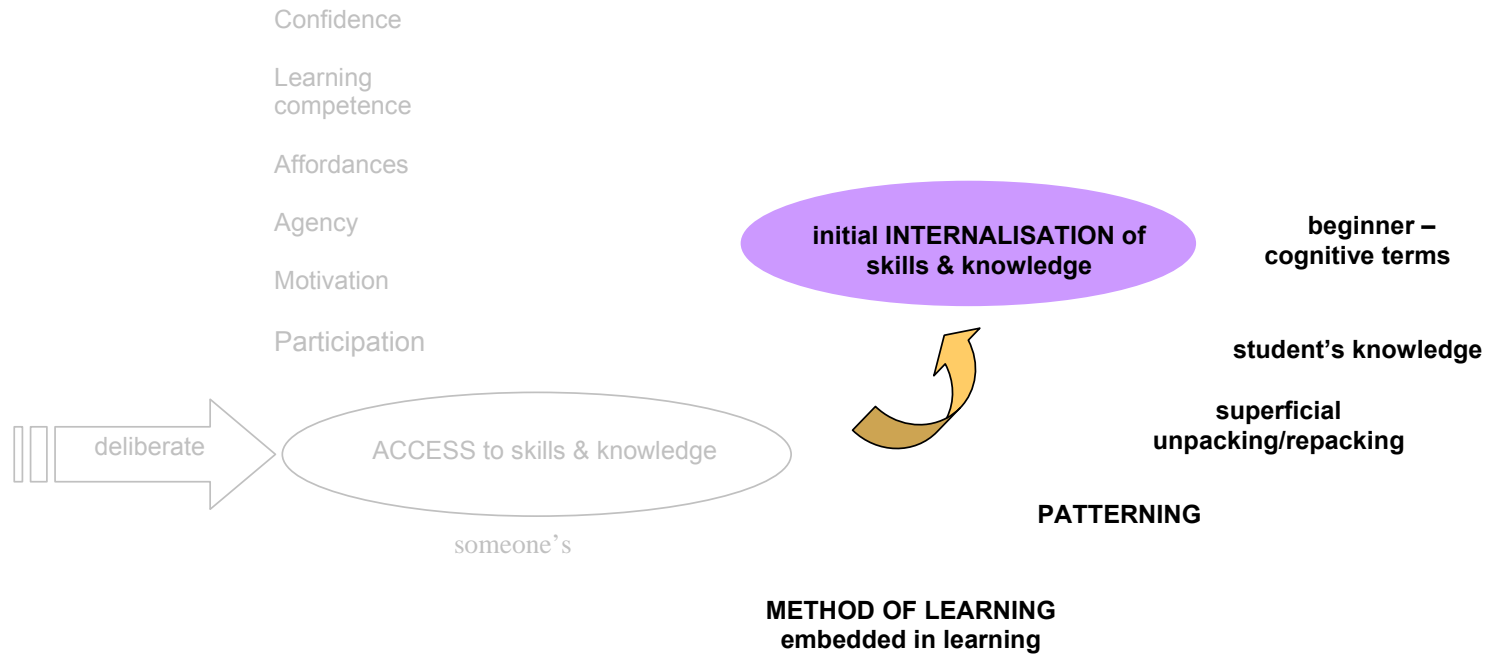 Confidence
Learning
competence
Affordances
Agency
Motivation
Participation
deliberate
ACCESS to skills & knowledge
someone’s
initial INTERNALISATION of
skills & knowledge
beginner –
cognitive terms
student’s knowledge
superficial
unpacking/repacking
PATTERNING
METHOD OF LEARNING
embedded in learning